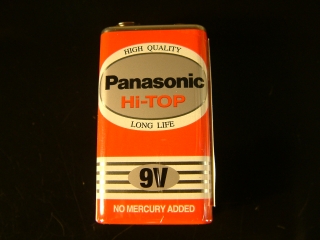 HIGH QUALITY
Panasonic
HI-TOP
LONG LIFE
9V
NO MERCURY ADDED